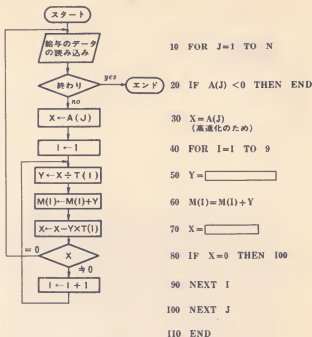 スタート
給与のデータ
の読み込み
終わり
yes
エンド
no
X←A(J)
I←1
Y←X÷T(I)
M(I)←M(I)+Y
X←X−Y×T(I)
=0
X
≠0
I←I+1
10 FOR J=1 TO N
20 IF A(J) <0 THEN END
30 X=A(J)
(高速化のため)
40 FOR I=1 TO 9
50 Y=
60 M(I)=M(I)+Y
70 X=
80 IF X=0 THEN 100
90 NEXT I
100 NEXT J
110 END